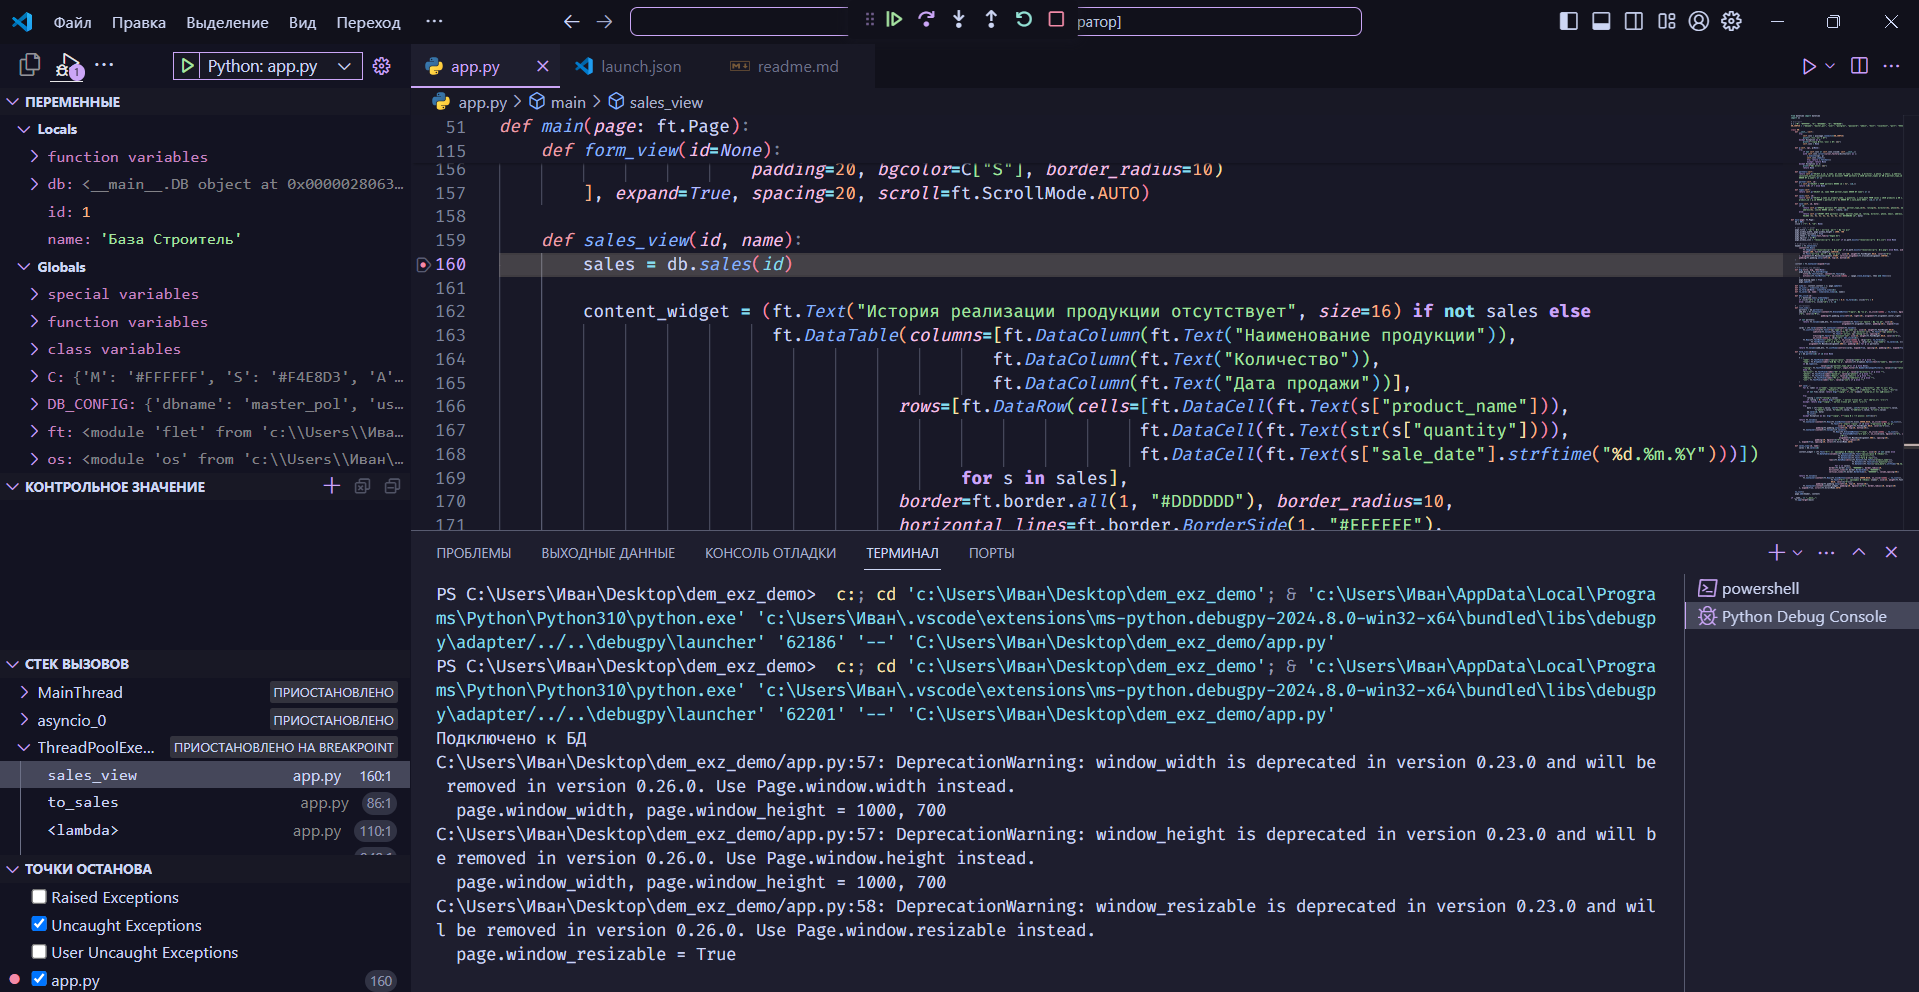 Файл Правка Выделение Вид Переход ···
ратор]
1
Python: app.py
app.py
launch.json
readme.md
ПЕРЕМЕННЫЕ
Locals
function variables
db: <__main__.DB object at 0x0000028063…
id: 1
name: 'База Строитель'
Globals
special variables
function variables
class variables
C: {'M': '#FFFFFF', 'S': '#F4E8D3', 'A'…
DB_CONFIG: {'dbname': 'master_pol', 'us…
ft: <module 'flet' from 'c:\\Users\\Ива…
os: <module 'os' from 'c:\\Users\\Иван\…
КОНТРОЛЬНОЕ ЗНАЧЕНИЕ
СТЕК ВЫЗОВОВ
MainThread ПРИОСТАНОВЛЕНО
asyncio_0 ПРИОСТАНОВЛЕНО
ThreadPoolExe... ПРИОСТАНОВЛЕНО НА BREAKPOINT
sales_view app.py 160:1
to_sales app.py 86:1
<lambda> app.py 110:1
ТОЧКИ ОСТАНОВА
Raised Exceptions
Uncaught Exceptions
User Uncaught Exceptions
app.py 160
app.py > main > sales_view
51 def main(page: ft.Page):
115 def form_view(id=None):
156 padding=20, bgcolor=C["S"], border_radius=10)
157 ], expand=True, spacing=20, scroll=ft.ScrollMode.AUTO)
158
159 def sales_view(id, name):
160 sales = db.sales(id)
161
162 content_widget = (ft.Text("История реализации продукции отсутствует", size=16) if not sales else
163 ft.DataTable(columns=[ft.DataColumn(ft.Text("Наименование продукции")),
164 ft.DataColumn(ft.Text("Количество")),
165 ft.DataColumn(ft.Text("Дата продажи"))],
166 rows=[ft.DataRow(cells=[ft.DataCell(ft.Text(s["product_name"])),
167 ft.DataCell(ft.Text(str(s["quantity"]))),
168 ft.DataCell(ft.Text(s["sale_date"].strftime("%d.%m.%Y")))])
169 for s in sales],
170 border=ft.border.all(1, "#DDDDDD"), border_radius=10,
171 horizontal_lines=ft.border.BorderSide(1, "#EEEEEE"),
ПРОБЛЕМЫ ВЫХОДНЫЕ ДАННЫЕ КОНСОЛЬ ОТЛАДКИ ТЕРМИНАЛ ПОРТЫ
PS C:\Users\Иван\Desktop\dem_exz_demo>  c:; cd 'c:\Users\Иван\Desktop\dem_exz_demo'; & 'c:\Users\Иван\AppData\Local\Progra
ms\Python\Python310\python.exe' 'c:\Users\Иван\.vscode\extensions\ms-python.debugpy-2024.8.0-win32-x64\bundled\libs\debugp
y\adapter/../..\debugpy\launcher' '62186' '--' 'C:\Users\Иван\Desktop\dem_exz_demo/app.py'
PS C:\Users\Иван\Desktop\dem_exz_demo>  c:; cd 'c:\Users\Иван\Desktop\dem_exz_demo'; & 'c:\Users\Иван\AppData\Local\Progra
ms\Python\Python310\python.exe' 'c:\Users\Иван\.vscode\extensions\ms-python.debugpy-2024.8.0-win32-x64\bundled\libs\debugp
y\adapter/../..\debugpy\launcher' '62201' '--' 'C:\Users\Иван\Desktop\dem_exz_demo/app.py'
Подключено к БД
C:\Users\Иван\Desktop\dem_exz_demo/app.py:57: DeprecationWarning: window_width is deprecated in version 0.23.0 and will be
removed in version 0.26.0. Use Page.window.width instead.
page.window_width, page.window_height = 1000, 700
C:\Users\Иван\Desktop\dem_exz_demo/app.py:57: DeprecationWarning: window_height is deprecated in version 0.23.0 and will b
e removed in version 0.26.0. Use Page.window.height instead.
page.window_width, page.window_height = 1000, 700
C:\Users\Иван\Desktop\dem_exz_demo/app.py:58: DeprecationWarning: window_resizable is deprecated in version 0.23.0 and wil
l be removed in version 0.26.0. Use Page.window.resizable instead.
page.window_resizable = True
powershell
Python Debug Console